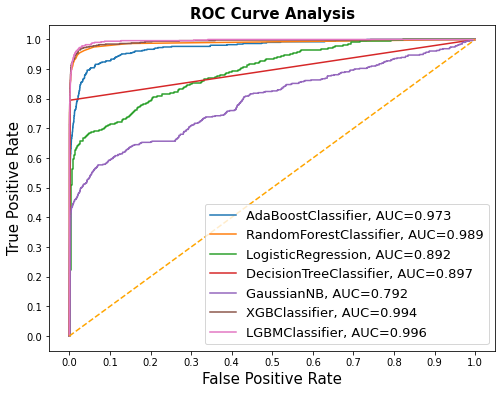 ROC Curve Analysis
True Positive Rate
1.0
0.9
0.8
0.7
0.6
0.5
0.4
0.3
0.2
0.1
0.0
AdaBoostClassifier, AUC=0.973
RandomForestClassifier, AUC=0.989
LogisticRegression, AUC=0.892
DecisionTreeClassifier, AUC=0.897
GaussianNB, AUC=0.792
XGBClassifier, AUC=0.994
LGBMClassifier, AUC=0.996
0.0 0.1 0.2 0.3 0.4 0.5 0.6 0.7 0.8 0.9 1.0
False Positive Rate